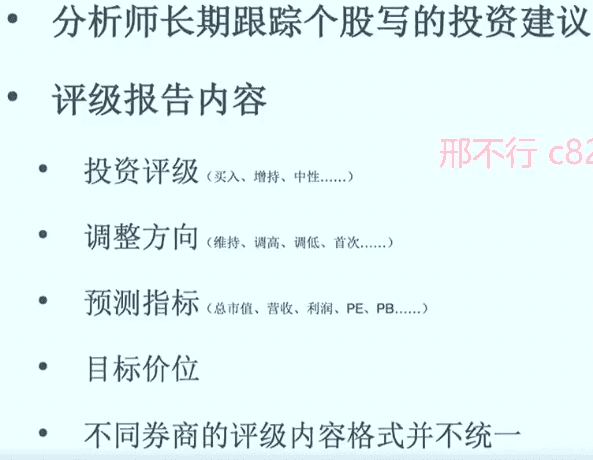 分析师长期跟踪个股写的投资建议
评级报告内容
邢不行 c82
投资评级（买入、增持、中性......）
调整方向（维持、调高、调低、首次......）
预测指标（总市值、营收、利润、PE、PB......）
目标价位
不同券商的评级内容格式并不统一